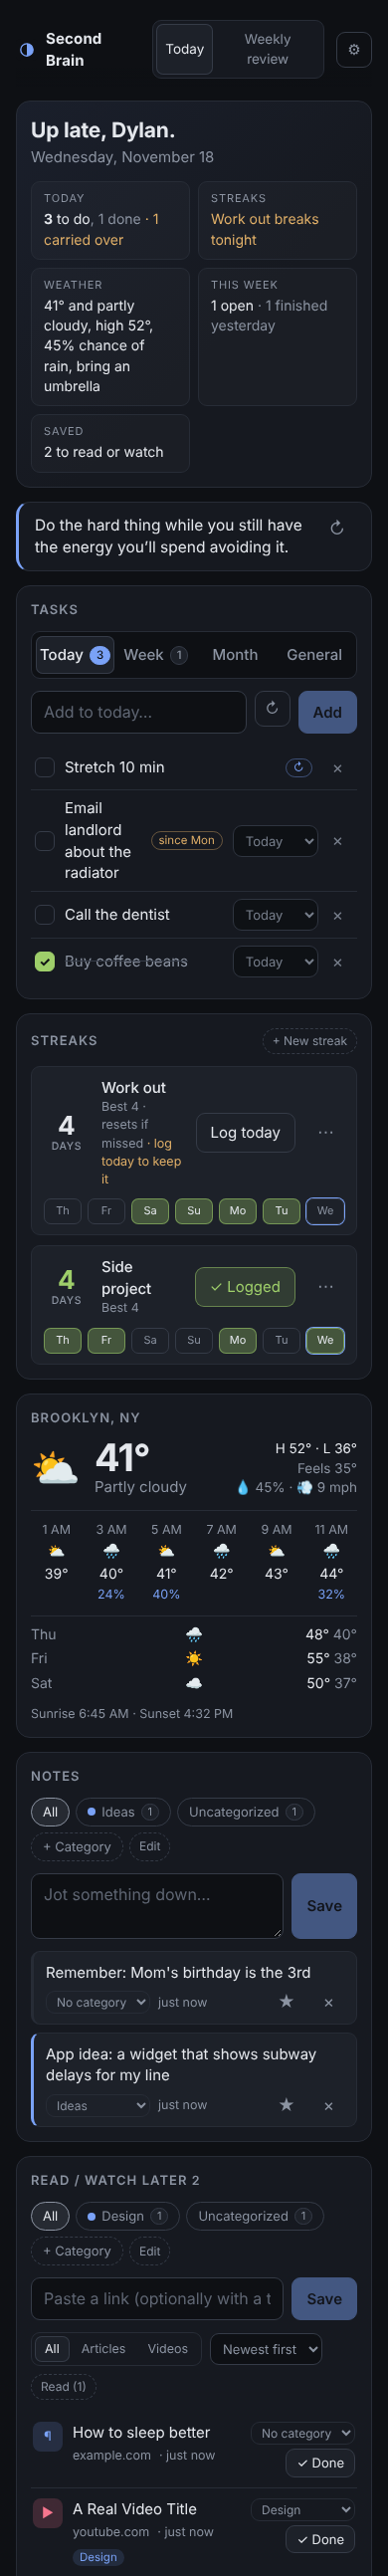 Second
Brain
Today
Weekly
review
Up late, Dylan.
Wednesday, November 18
TODAY
3 to do, 1 done · 1
carried over
STREAKS
Work out breaks
tonight
WEATHER
41° and partly
cloudy, high 52°,
45% chance of
rain, bring an
umbrella
THIS WEEK
1 open · 1 finished
yesterday
SAVED
2 to read or watch
Do the hard thing while you still have
the energy you’ll spend avoiding it.
TASKS
Today 3 Week 1 Month General
Add to today... Add
Stretch 10 min
Email
landlord
about the
radiator
since Mon Today
Call the dentist Today
Buy coffee beans Today
STREAKS + New streak
4
DAYS
Work out
Best 4 ·
resets if
missed · log
today to keep
it
Log today
Th Fr Sa Su Mo Tu We
4
DAYS
Side
project
Best 4
✓ Logged
Th Fr Sa Su Mo Tu We
BROOKLYN, NY
41°
Partly cloudy
H 52° · L 36°
Feels 35°
45% · 9 mph
1 AM 3 AM 5 AM 7 AM 9 AM 11 AM
39° 40° 41° 42° 43° 44°
24% 40% 32%
Thu 48° 40°
Fri 55° 38°
Sat 50° 37°
Sunrise 6:45 AM · Sunset 4:32 PM
NOTES
All Ideas 1 Uncategorized 1
+ Category Edit
Jot something down... Save
Remember: Mom's birthday is the 3rd
No category just now
App idea: a widget that shows subway
delays for my line
Ideas just now
READ / WATCH LATER 2
All Design 1 Uncategorized 1
+ Category Edit
Paste a link (optionally with a t Save
All Articles Videos Newest first
Read (1)
¶ How to sleep better No category
example.com · just now ✓ Done
A Real Video Title Design
youtube.com · just now ✓ Done
Design